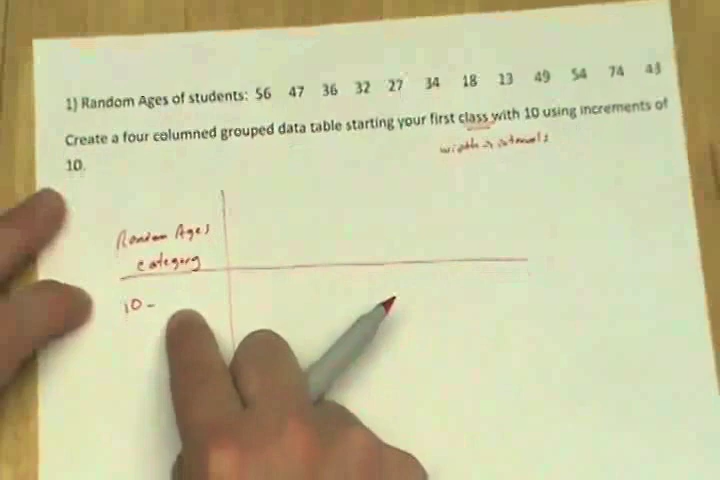 1) Random Ages of students: 56 47 36 32 27 34 18 13 49 54 74 43
Create a four columned grouped data table starting your first class with 10 using increments of
10.
Random Ages
category
10 -